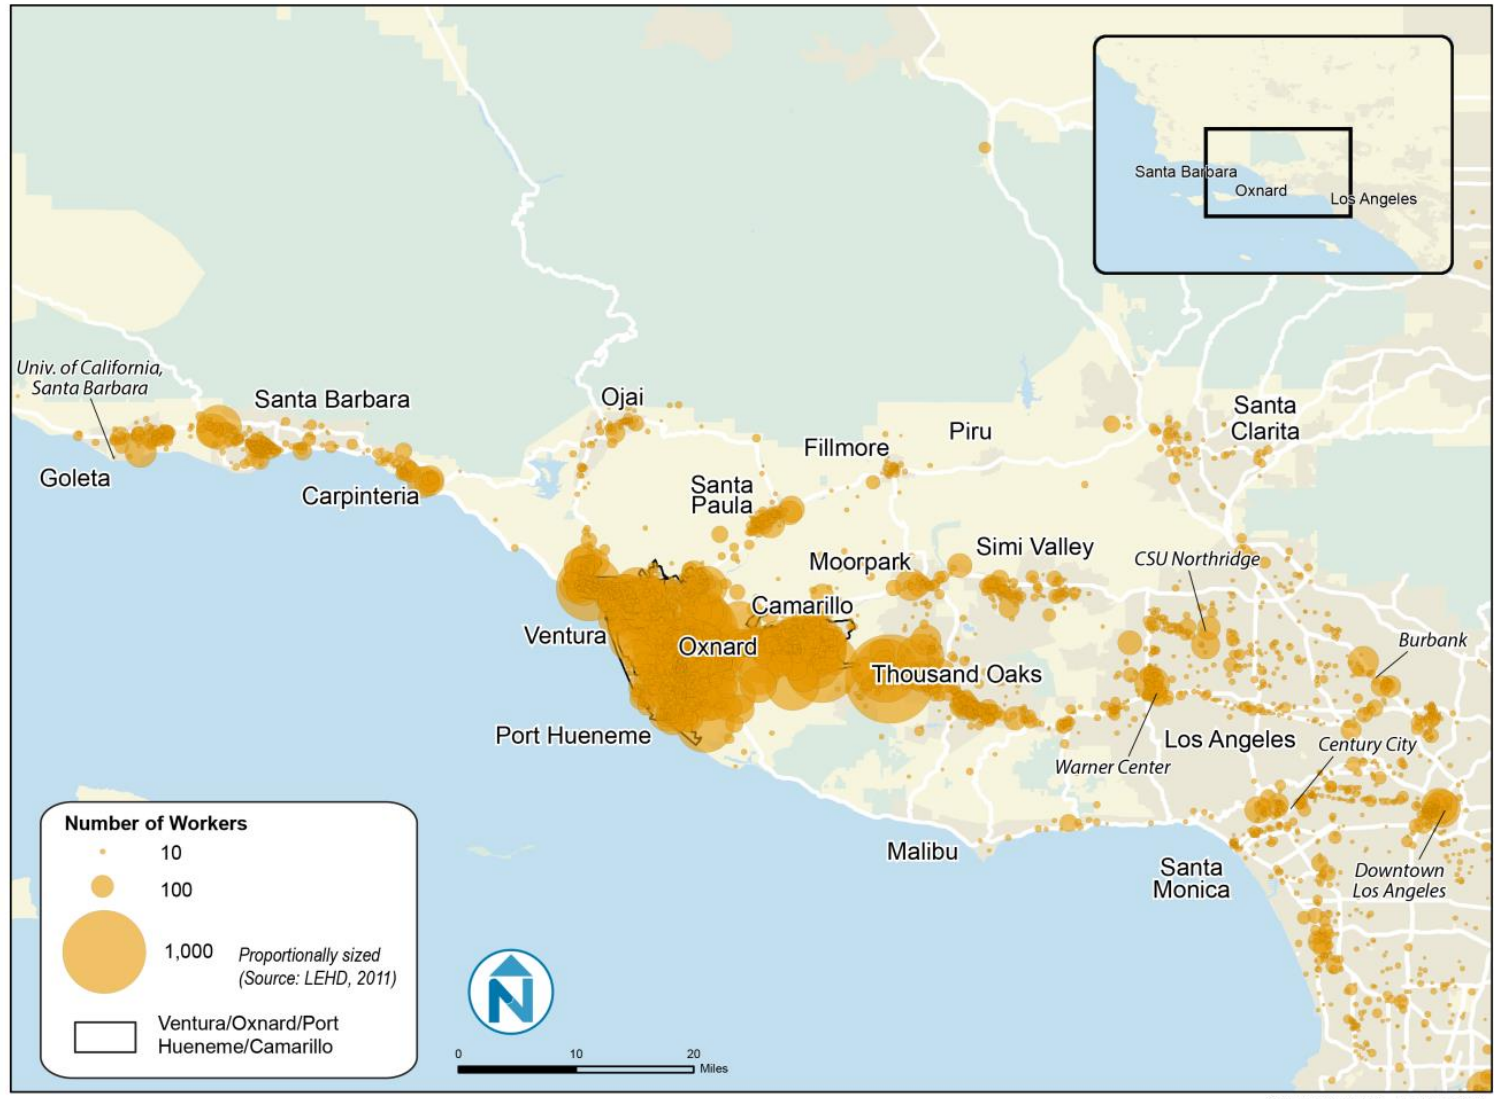 Santa Barbara
Oxnard
Los Angeles
Univ. of California,
Santa Barbara
Santa Barbara
Ojai
Santa
Clarita
Piru
Fillmore
Goleta
Carpinteria
Santa
Paula
Simi Valley
Moorpark
CSU Northridge
Camarillo
Ventura
Oxnard
Burbank
Thousand Oaks
Port Hueneme
Los Angeles
Century City
Warner Center
Malibu
Santa
Monica
Downtown
Los Angeles
Number of Workers
10
100
1,000
Proportionally sized
(Source: LEHD, 2011)
Ventura/Oxnard/Port
Hueneme/Camarillo
N
0 10 20
Miles